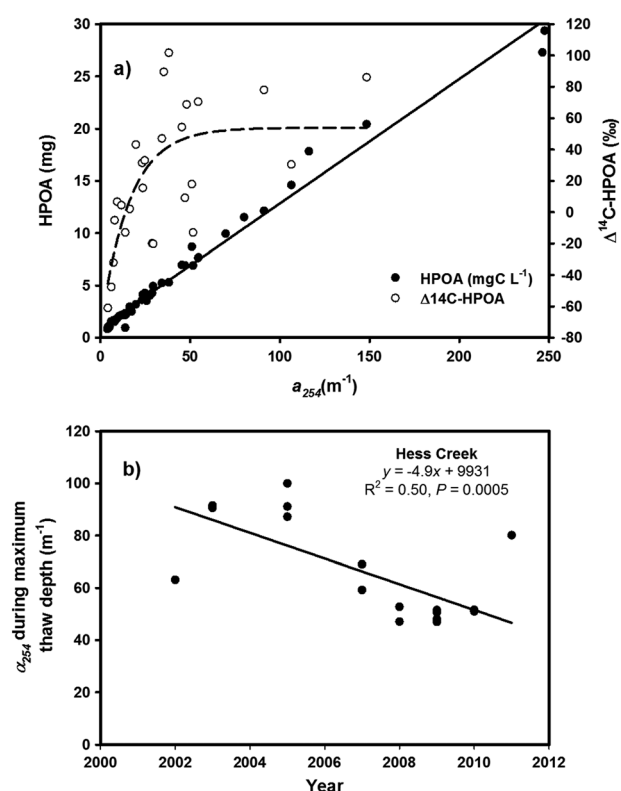 a)
30
25
20
15
10
5
0
HPOA (mg)
120
100
80
60
40
20
0
-20
-40
-60
-80
Δ¹⁴C-HPOA (‰)
HPOA (mgC L⁻¹)
Δ14C-HPOA
0 50 100 150 200 250
a₂₅₄(m⁻¹)
b)
Hess Creek
y = -4.9x + 9931
R² = 0.50, P = 0.0005
120
100
80
60
40
20
0
α₂₅₄ during maximum
thaw depth (m⁻¹)
2000 2002 2004 2006 2008 2010 2012
Year